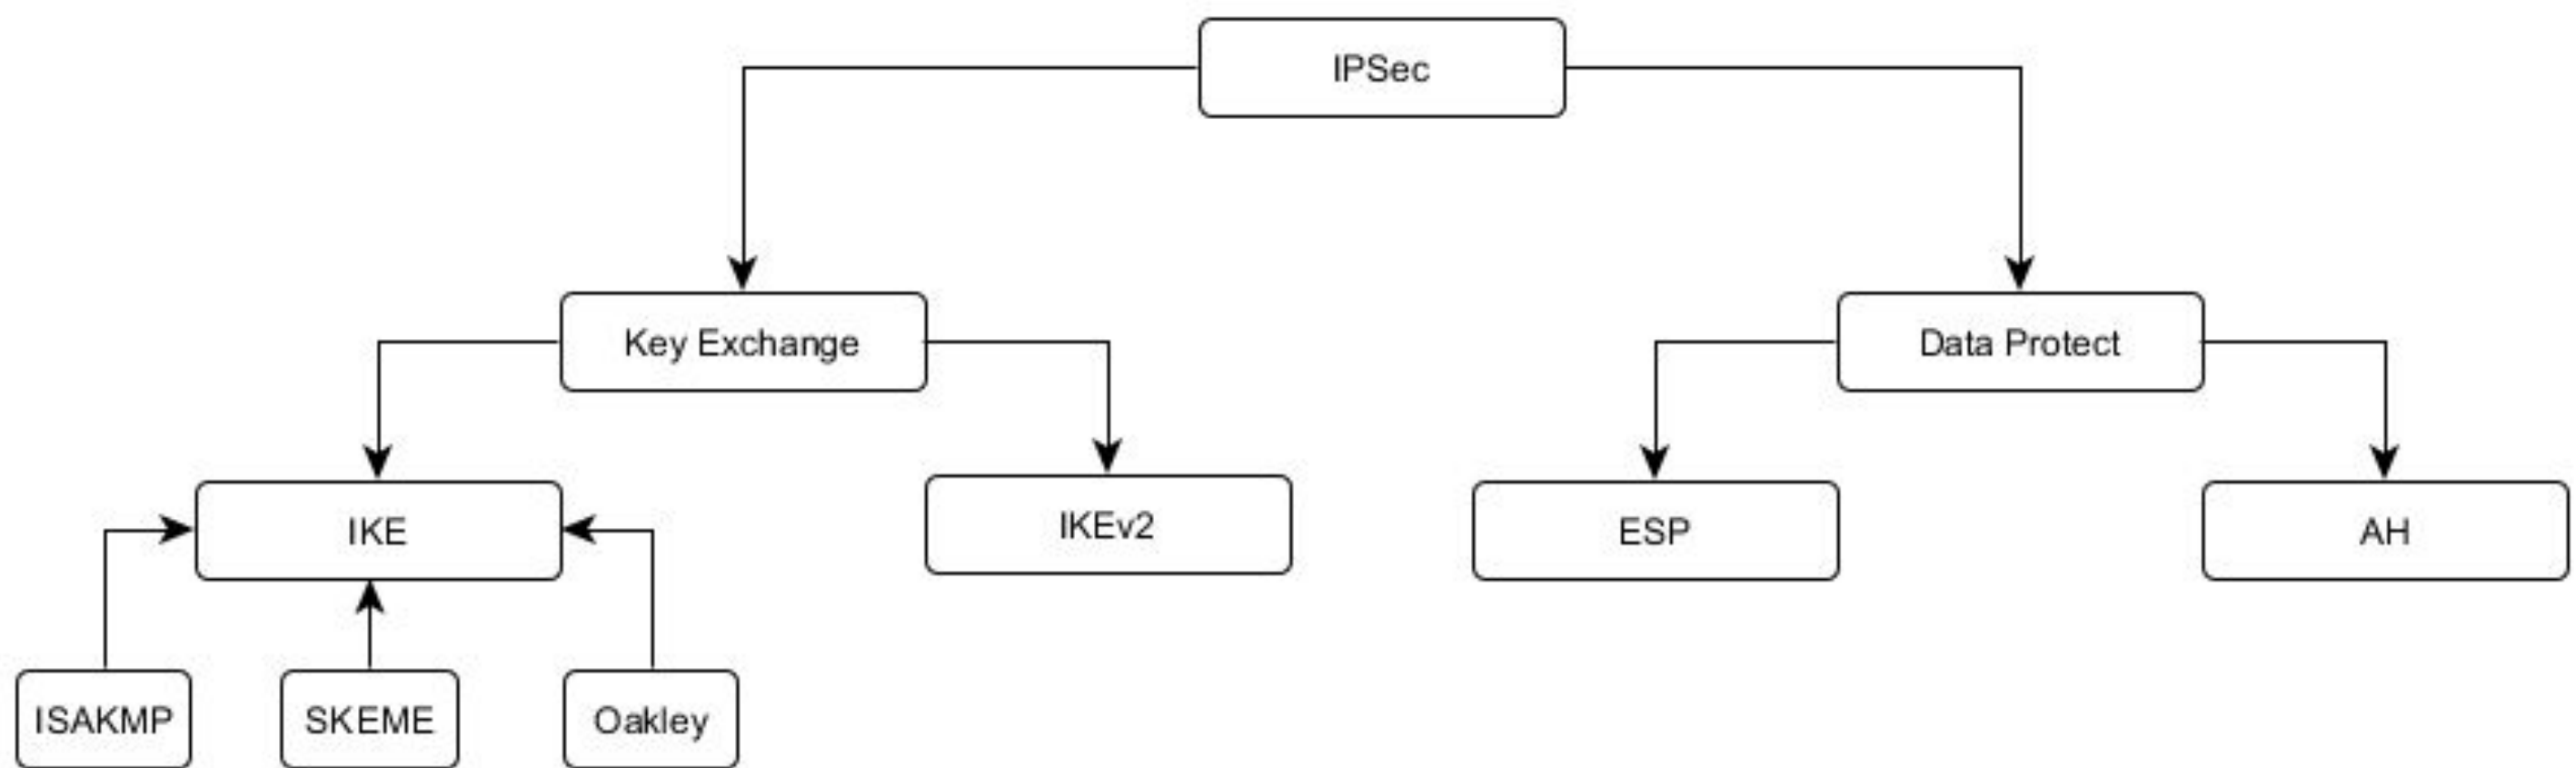 IPSec
Key Exchange
Data Protect
IKE
IKEv2
ESP
AH
ISAKMP
SKEME
Oakley